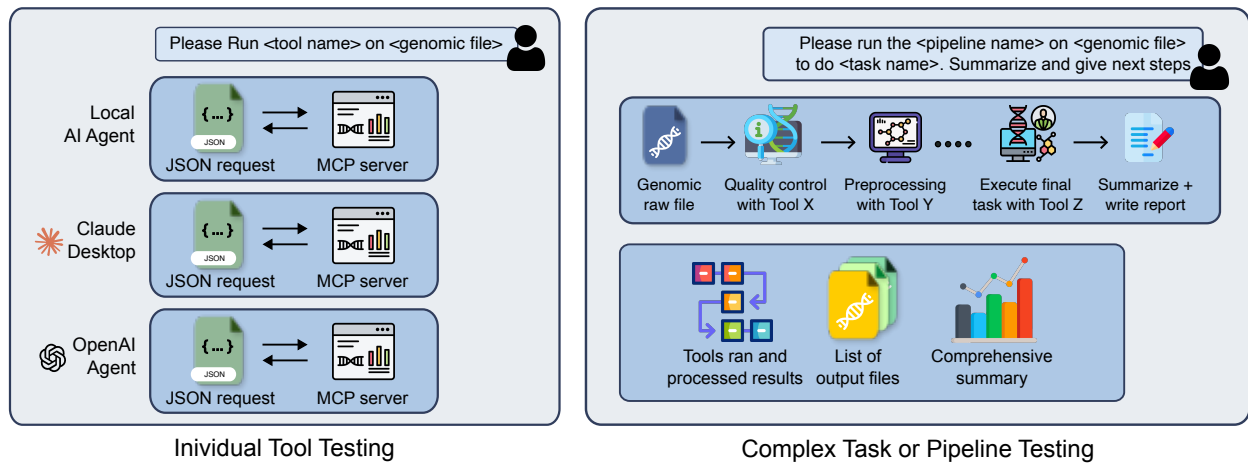 Please Run <tool name> on <genomic file>
Local
AI Agent
{...}
JSON
JSON request
MCP server
Claude
Desktop
{...}
JSON
JSON request
MCP server
OpenAI
Agent
{...}
JSON
JSON request
MCP server
Inividual Tool Testing
Please run the <pipeline name> on <genomic file>
to do <task name>. Summarize and give next steps
i
Genomic
raw file
Quality control
with Tool X
Preprocessing
with Tool Y
Execute final
task with Tool Z
Summarize +
write report
Tools ran and
processed results
List of
output files
Comprehensive
summary
Complex Task or Pipeline Testing